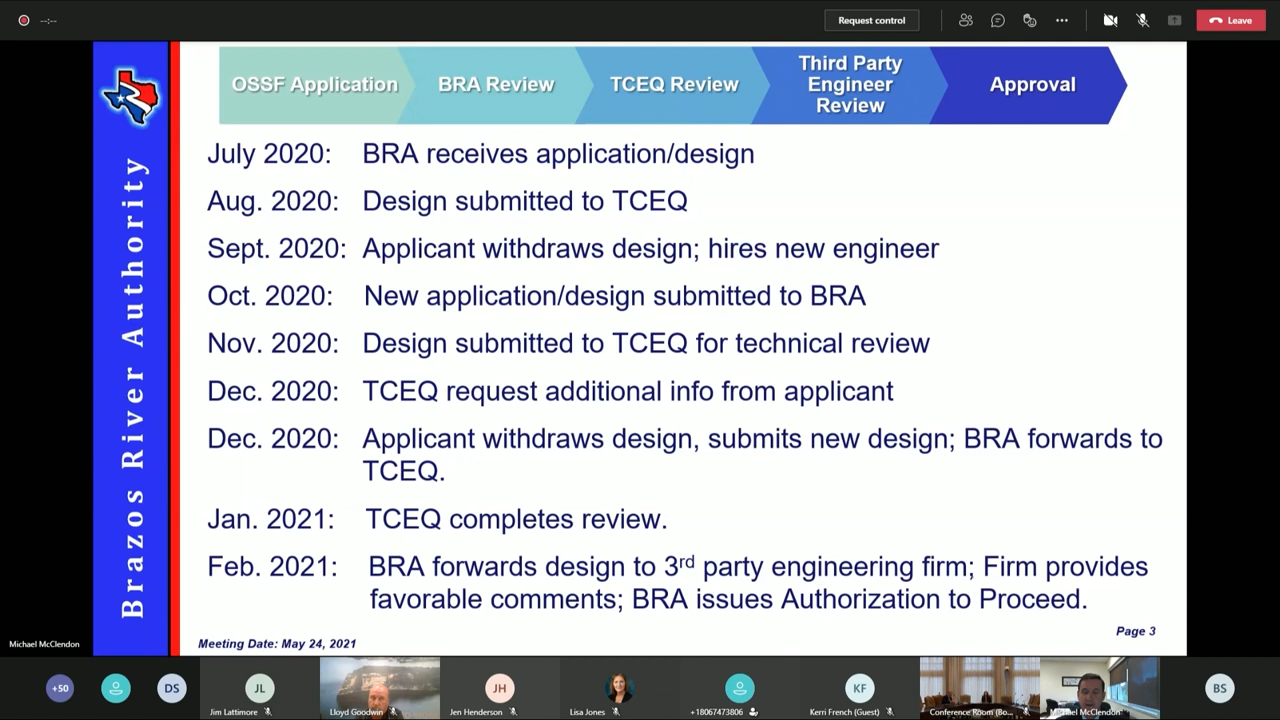 --:--
Request control
Leave
OSSF Application
BRA Review
TCEQ Review
Third Party
Engineer
Review
Approval
Brazos River Authority
July 2020: BRA receives application/design
Aug. 2020: Design submitted to TCEQ
Sept. 2020: Applicant withdraws design; hires new engineer
Oct. 2020: New application/design submitted to BRA
Nov. 2020: Design submitted to TCEQ for technical review
Dec. 2020: TCEQ request additional info from applicant
Dec. 2020: Applicant withdraws design, submits new design; BRA forwards to
TCEQ.
Jan. 2021: TCEQ completes review.
Feb. 2021: BRA forwards design to 3rd party engineering firm; Firm provides
favorable comments; BRA issues Authorization to Proceed.
Page 3
Meeting Date: May 24, 2021
Michael McClendon
+50
DS
JL
Jim Lattimore
Lloyd Goodwin
JH
Jen Henderson
Lisa Jones
+18067473806
KF
Kerri French (Guest)
Conference Room (Bo...
Michael McClendon
BS